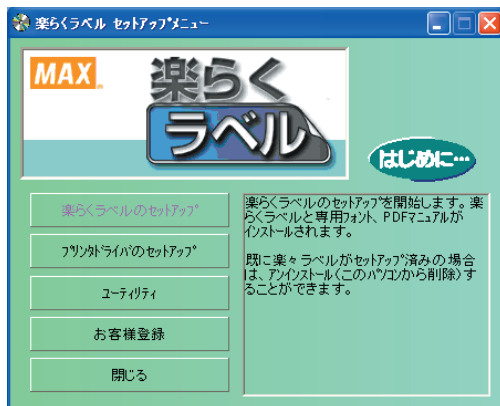 楽らくラベル セットアップメニュー
MAX
楽らく
ラベル
はじめに…
楽らくラベルのセットアップ
プリンタドライバのセットアップ
ユーティリティ
お客様登録
閉じる
楽らくラベルのセットアップを開始します。楽
らくラベルと専用フォント、PDFマニュアルが
インストールされます。
既に楽々ラベルがセットアップ済みの場合
は、アンインストール(このパソコンから削除)す
ることができます。